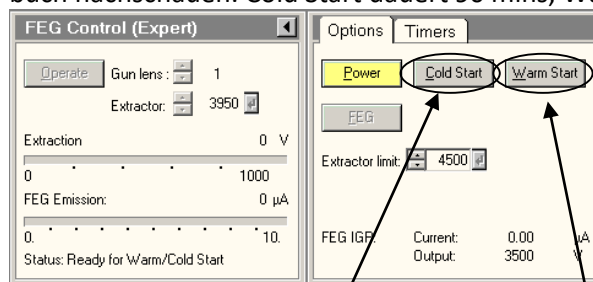 FEG Control (Expert)
Operate Gun lens : 1
Extractor: 3950
Extraction 0 V
0 1000
FEG Emission: 0 µA
0. 10.
Status: Ready for Warm/Cold Start
Options Timers
Power Cold Start Warm Start
FEG
Extractor limit: 4500
FEG IGP: Current: 0.00 µA
Output: 3500 V